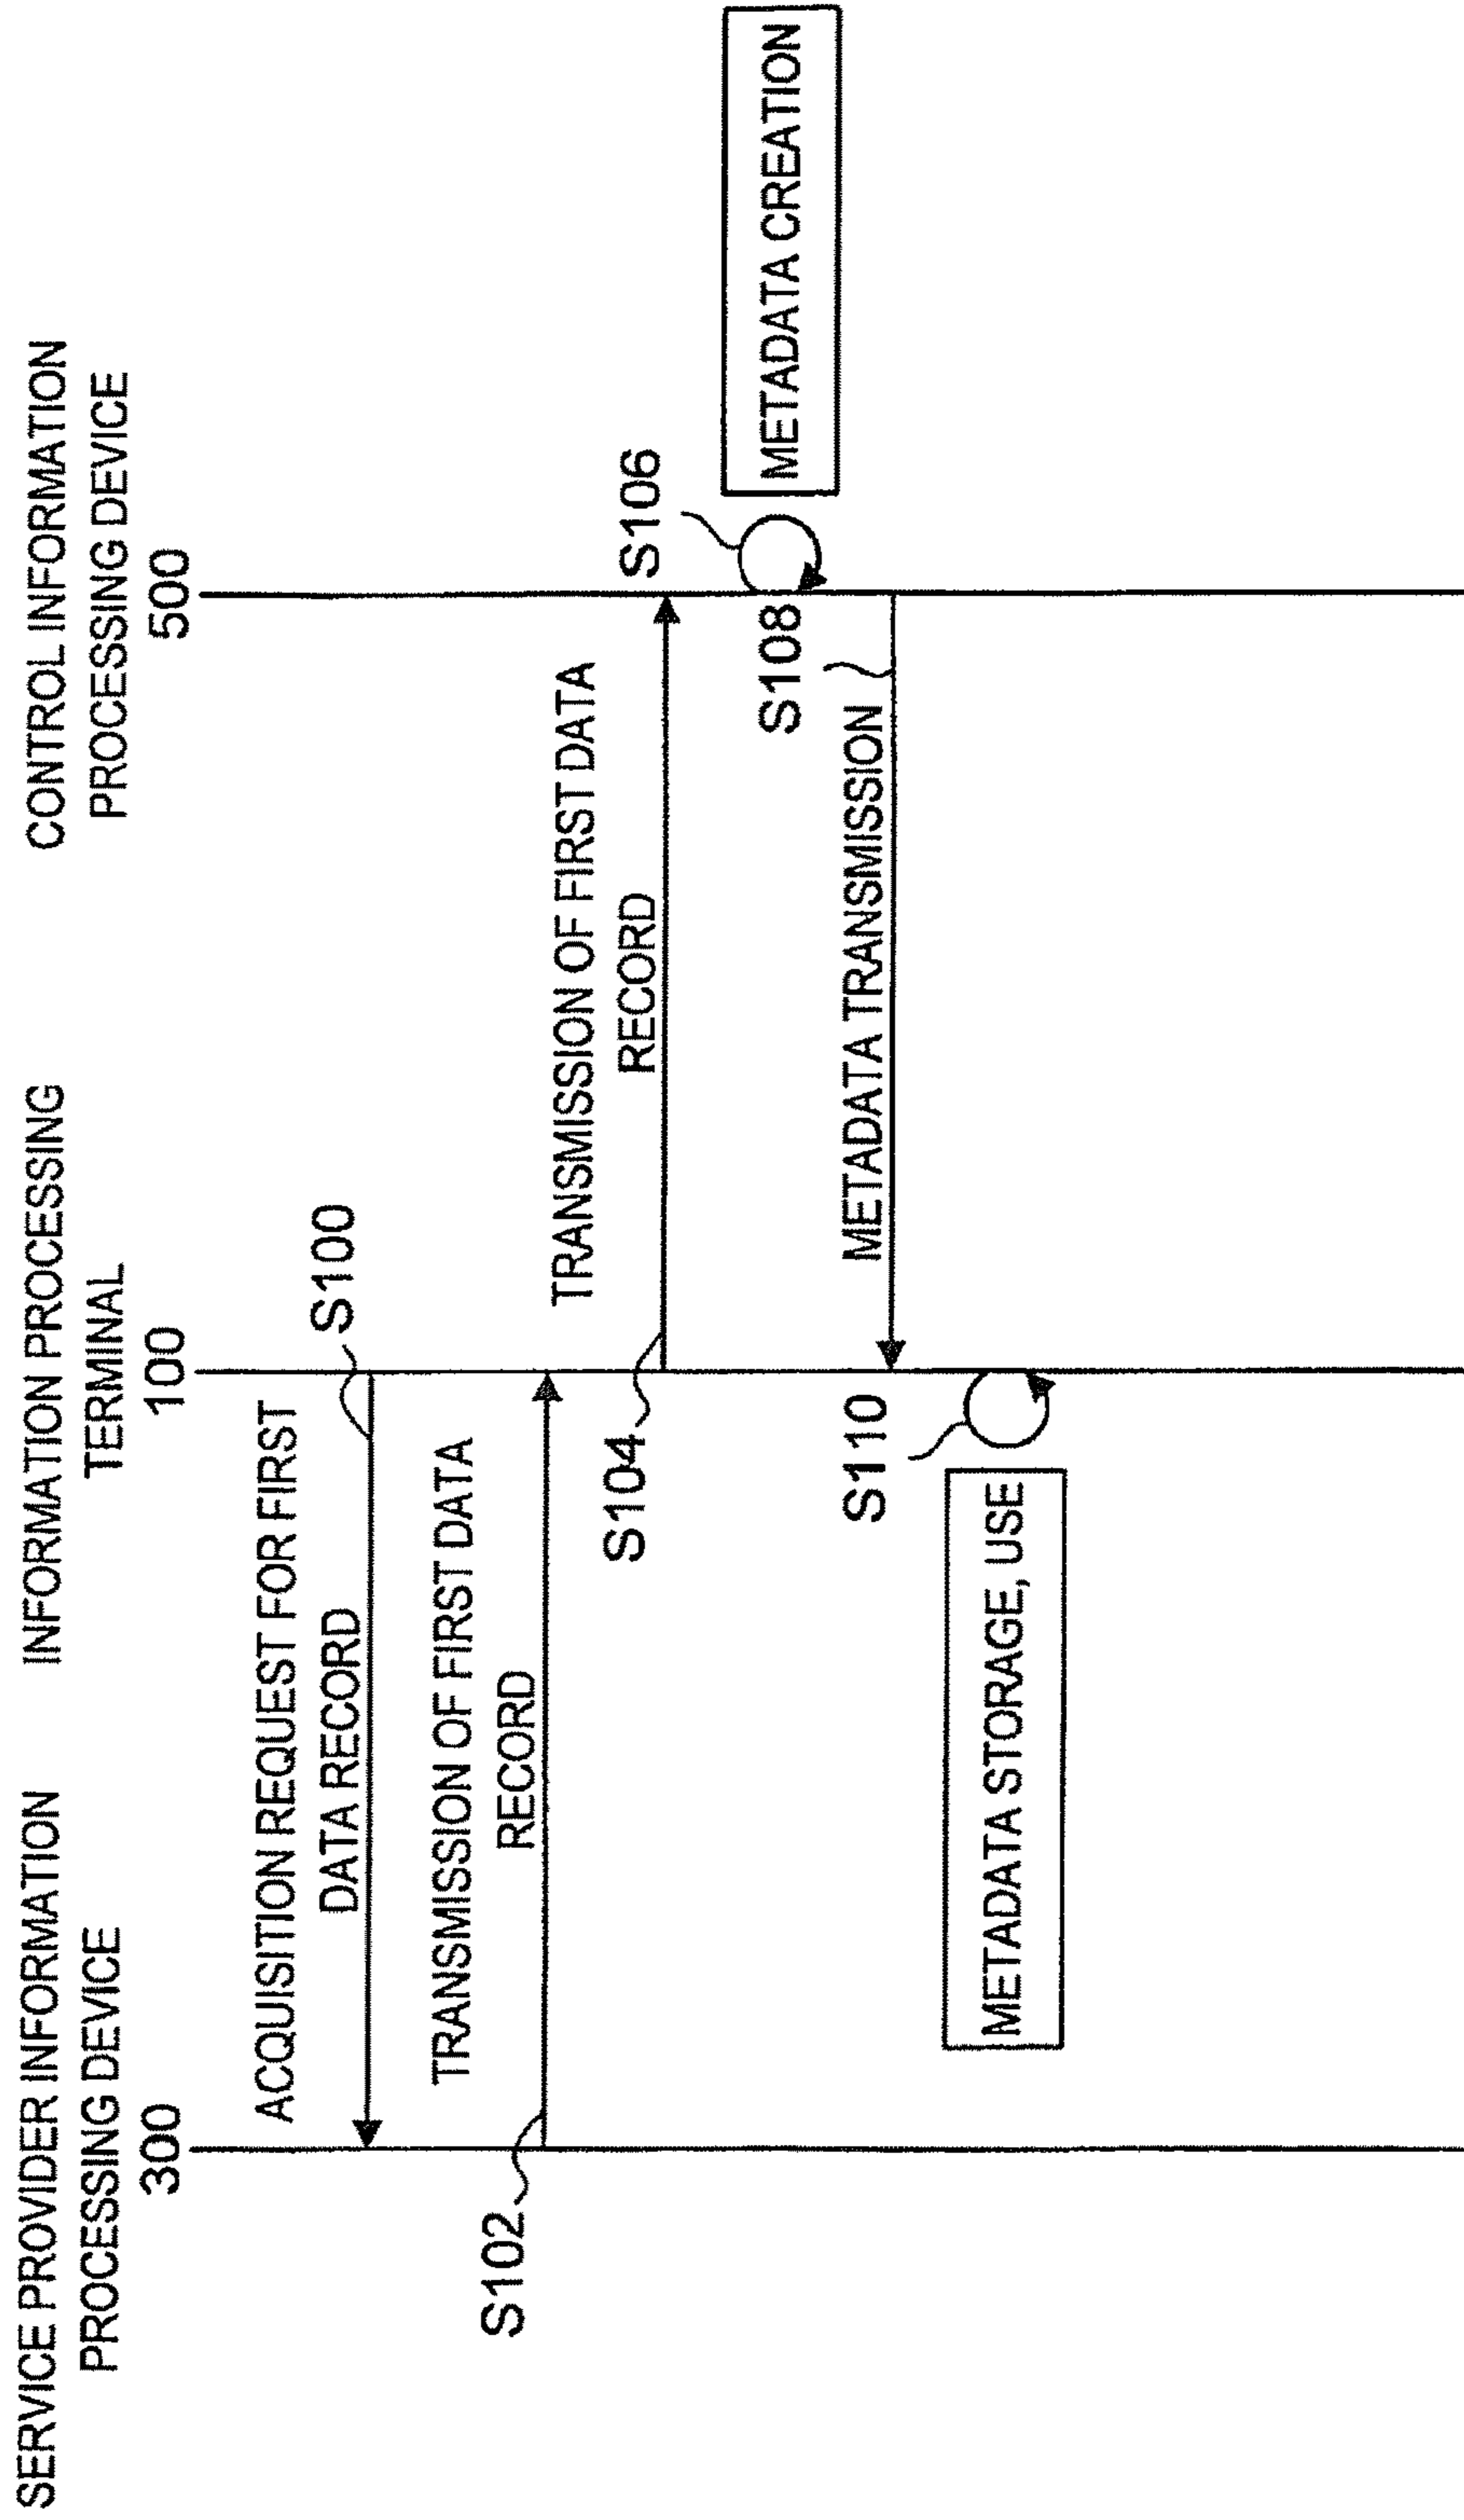 SERVICE PROVIDER INFORMATION
PROCESSING DEVICE
300
INFORMATION PROCESSING
TERMINAL
100
CONTROL INFORMATION
PROCESSING DEVICE
500
ACQUISITION REQUEST FOR FIRST
DATA RECORD
S100
TRANSMISSION OF FIRST DATA
RECORD
S102
TRANSMISSION OF FIRST DATA
RECORD
S104
S106
METADATA CREATION
S108
METADATA TRANSMISSION
S110
METADATA STORAGE, USE